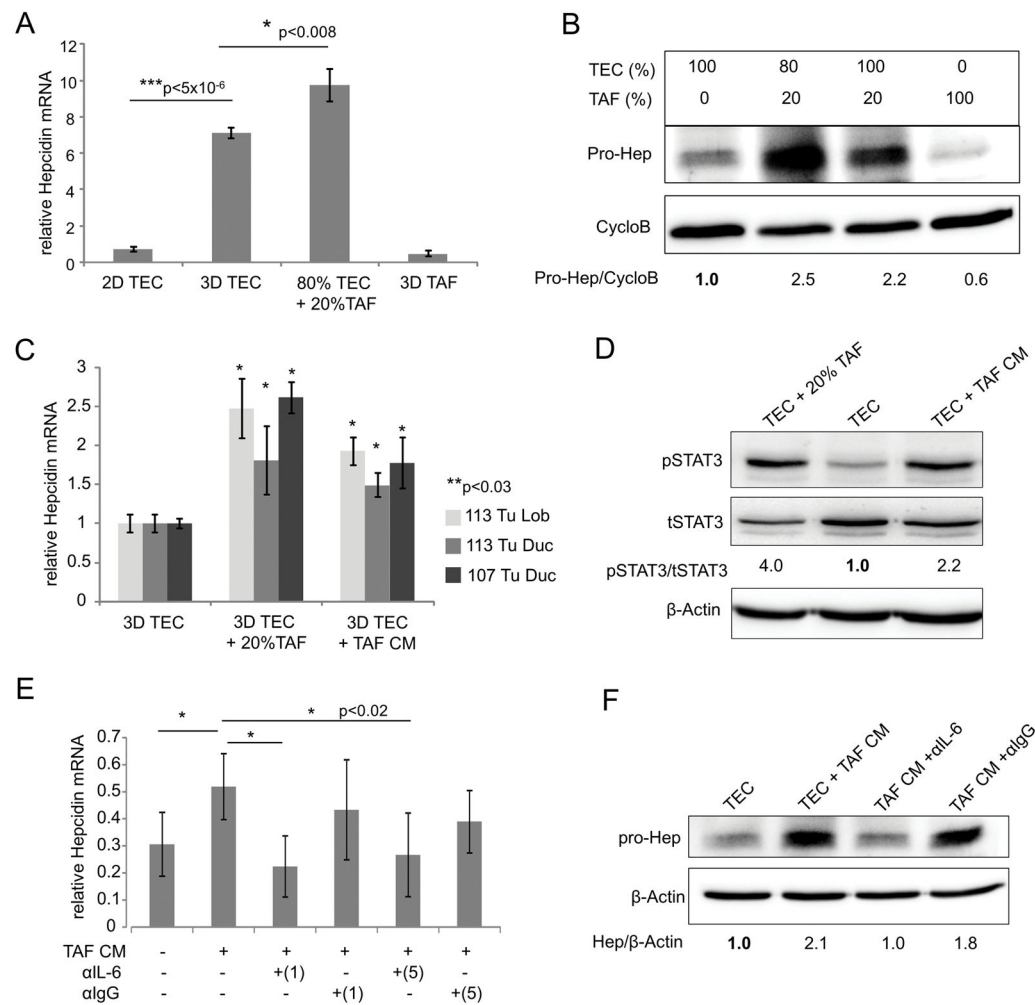 A
relative Hepcidin mRNA
12
10
8
6
4
2
0
***p<5x10-6
* p<0.008
2D TEC
3D TEC
80% TEC
+ 20%TAF
3D TAF
B
TEC (%) 100 80 100 0
TAF (%) 0 20 20 100
Pro-Hep
CycloB
Pro-Hep/CycloB 1.0 2.5 2.2 0.6
C
relative Hepcidin mRNA
3
2.5
2
1.5
1
0.5
0
* * *
* * *
**p<0.03
113 Tu Lob
113 Tu Duc
107 Tu Duc
3D TEC
3D TEC
+ 20%TAF
3D TEC
+ TAF CM
D
TEC + 20% TAF
TEC
TEC + TAF CM
pSTAT3
tSTAT3
pSTAT3/tSTAT3 4.0 1.0 2.2
β-Actin
E
relative Hepcidin mRNA
0.7
0.6
0.5
0.4
0.3
0.2
0.1
0
*
*
* p<0.02
TAF CM - + + + + +
αIL-6 - - +(1) - +(5) -
αIgG - - - +(1) - +(5)
F
TEC
TEC + TAF CM
TAF CM +αIL-6
TAF CM +αIgG
pro-Hep
β-Actin
Hep/β-Actin 1.0 2.1 1.0 1.8